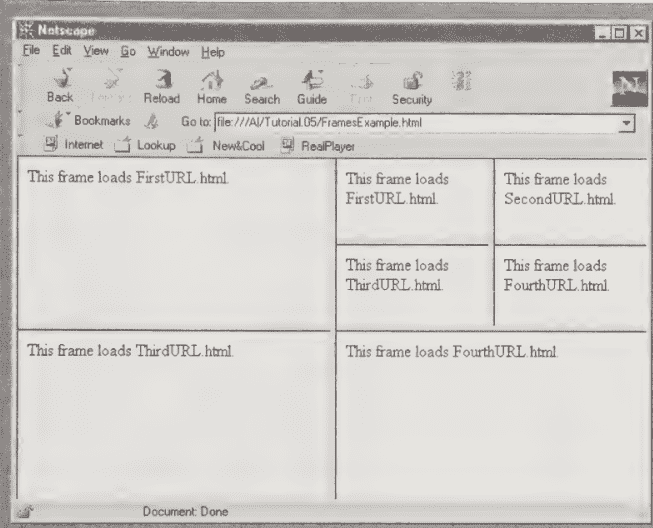 Netscape
File Edit View Go Window Help
Back Reload Home Search Guide Security
N
Bookmarks Go to: file:///A|/Tutorial.05/FramesExample.html
Internet Lookup New&Cool RealPlayer
This frame loads FirstURL.html.
This frame loads
FirstURL.html.
This frame loads
SecondURL.html.
This frame loads
ThirdURL.html.
This frame loads
FourthURL.html.
This frame loads ThirdURL.html.
This frame loads FourthURL.html.
Document: Done